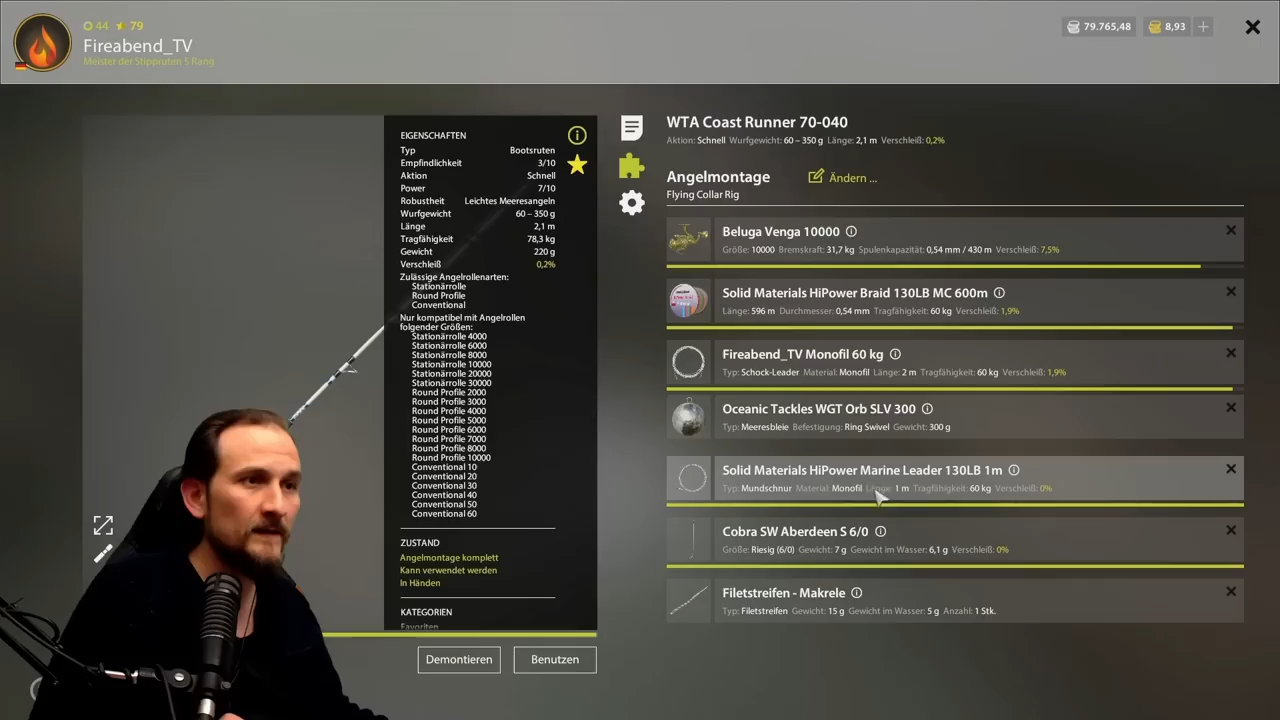 44 79
Fireabend_TV
Meister der Stippruten 5 Rang
79.765,48
8,93
EIGENSCHAFTEN
Typ Bootsruten
Empfindlichkeit 3/10
Aktion Schnell
Power 7/10
Robustheit Leichtes Meeresangeln
Wurfgewicht 60 – 350 g
Länge 2,1 m
Tragfähigkeit 78,3 kg
Gewicht 220 g
Verschleiß 0,2%
Zulässige Angelrollenarten:
Stationärrolle
Round Profile
Conventional
Nur kompatibel mit Angelrollen
folgender Größen:
Stationärrolle 4000
Stationärrolle 6000
Stationärrolle 8000
Stationärrolle 10000
Stationärrolle 20000
Stationärrolle 30000
Round Profile 2000
Round Profile 3000
Round Profile 4000
Round Profile 5000
Round Profile 6000
Round Profile 7000
Round Profile 8000
Round Profile 10000
Conventional 10
Conventional 20
Conventional 30
Conventional 40
Conventional 50
Conventional 60
ZUSTAND
Angelmontage komplett
Kann verwendet werden
In Händen
KATEGORIEN
Favoriten
Demontieren
Benutzen
WTA Coast Runner 70-040
Aktion: Schnell Wurfgewicht: 60 – 350 g Länge: 2,1 m Verschleiß: 0,2%
Angelmontage
Ändern ...
Flying Collar Rig
Beluga Venga 10000
Größe: 10000 Bremskraft: 31,7 kg Spulenkapazität: 0,54 mm / 430 m Verschleiß: 7,5%
Solid Materials HiPower Braid 130LB MC 600m
Länge: 596 m Durchmesser: 0,54 mm Tragfähigkeit: 60 kg Verschleiß: 1,9%
Fireabend_TV Monofil 60 kg
Typ: Schock-Leader Material: Monofil Länge: 2 m Tragfähigkeit: 60 kg Verschleiß: 1,9%
Oceanic Tackles WGT Orb SLV 300
Typ: Meeresbleie Befestigung: Ring Swivel Gewicht: 300 g
Solid Materials HiPower Marine Leader 130LB 1m
Typ: Mundschnur Material: Monofil Länge: 1 m Tragfähigkeit: 60 kg Verschleiß: 0%
Cobra SW Aberdeen S 6/0
Größe: Riesig (6/0) Gewicht: 7 g Gewicht im Wasser: 6,1 g Verschleiß: 0%
Filetstreifen - Makrele
Typ: Filetstreifen Gewicht: 15 g Gewicht im Wasser: 5 g Anzahl: 1 Stk.